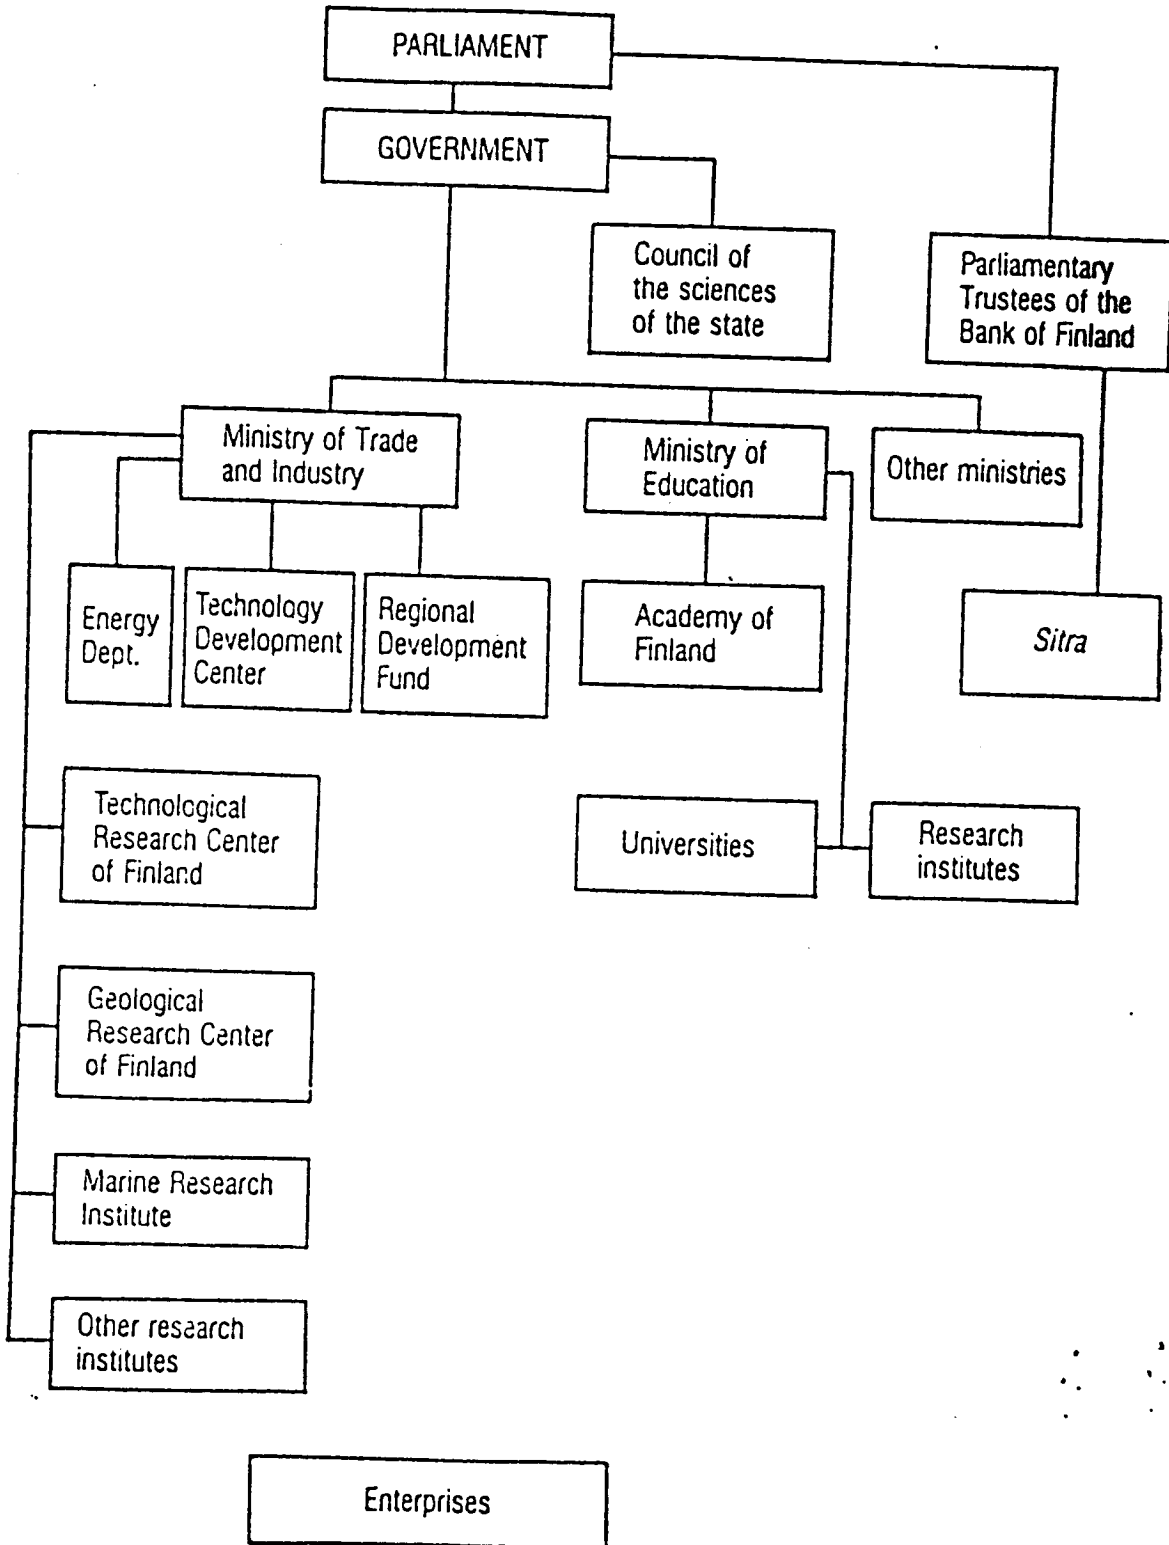 PARLIAMENT
GOVERNMENT
Council of
the sciences
of the state
Parliamentary
Trustees of the
Bank of Finland
Ministry of Trade
and Industry
Ministry of
Education
Other ministries
Energy
Dept.
Technology
Development
Center
Regional
Development
Fund
Academy of
Finland
Sitra
Technological
Research Center
of Finland
Universities
Research
institutes
Geological
Research Center
of Finland
Marine Research
Institute
Other research
institutes
Enterprises